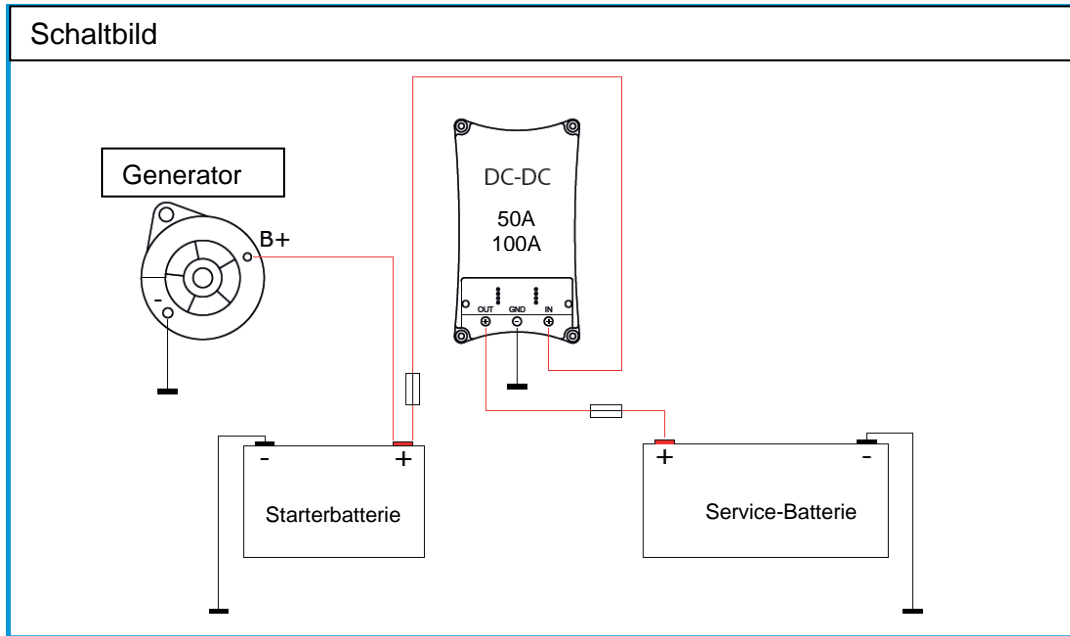 Schaltbild
Generator
B+
-
DC-DC
50A
100A
OUT GND IN
+ - +
- +
Starterbatterie
+ -
Service-Batterie